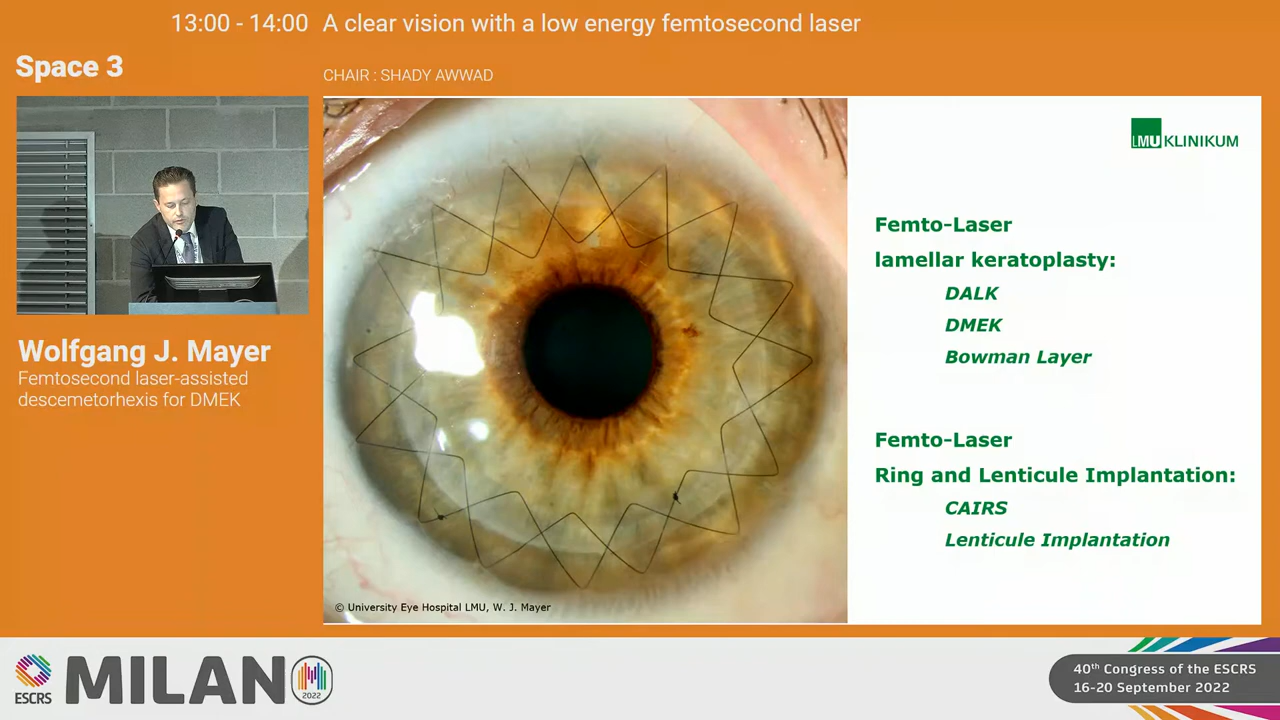 13:00 - 14:00 A clear vision with a low energy femtosecond laser
Space 3
CHAIR : SHADY AWWAD
Wolfgang J. Mayer
Femtosecond laser-assisted
descemetorhexis for DMEK
LMU KLINIKUM
Femto-Laser
lamellar keratoplasty:
DALK
DMEK
Bowman Layer
Femto-Laser
Ring and Lenticule Implantation:
CAIRS
Lenticule Implantation
© University Eye Hospital LMU, W. J. Mayer
ESCRS
MILANO
2022
40th Congress of the ESCRS
16-20 September 2022